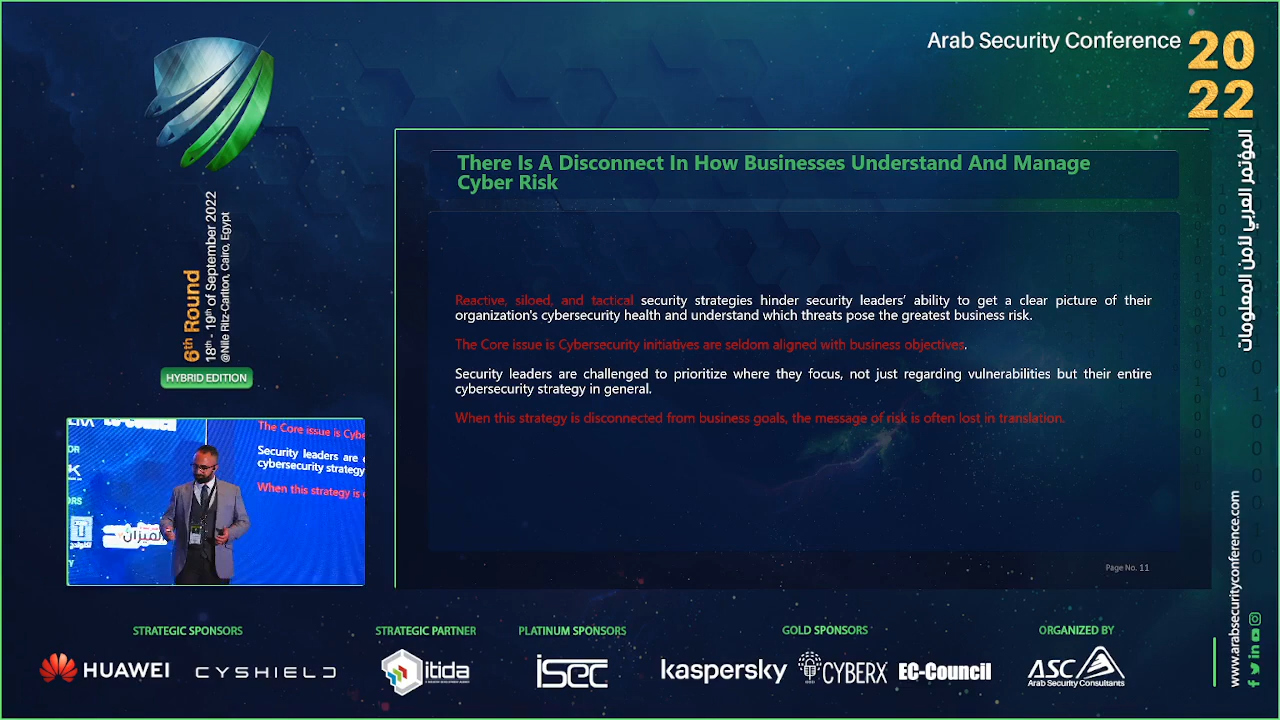 Arab Security Conference
20
22
المؤتمر العربي لأمن المعلومات
6th Round
18th - 19th of September 2022
@Nile Ritz-Carlton, Cairo, Egypt
HYBRID EDITION
There Is A Disconnect In How Businesses Understand And Manage
Cyber Risk
Reactive, siloed, and tactical security strategies hinder security leaders' ability to get a clear picture of their
organization's cybersecurity health and understand which threats pose the greatest business risk.
The Core issue is Cybersecurity initiatives are seldom aligned with business objectives.
Security leaders are challenged to prioritize where they focus, not just regarding vulnerabilities but their entire
cybersecurity strategy in general.
When this strategy is disconnected from business goals, the message of risk is often lost in translation.
Page No. 11
The Core issue is Cybe
Security leaders are
cybersecurity strategy
When this strategy is
الميزان
www.arabsecurityconference.com
STRATEGIC SPONSORS
STRATEGIC PARTNER
PLATINUM SPONSORS
GOLD SPONSORS
ORGANIZED BY
HUAWEI
CYSHIELD
itida
isec
kaspersky
CYBERX
EC-Council
ASC
Arab Security Consultants